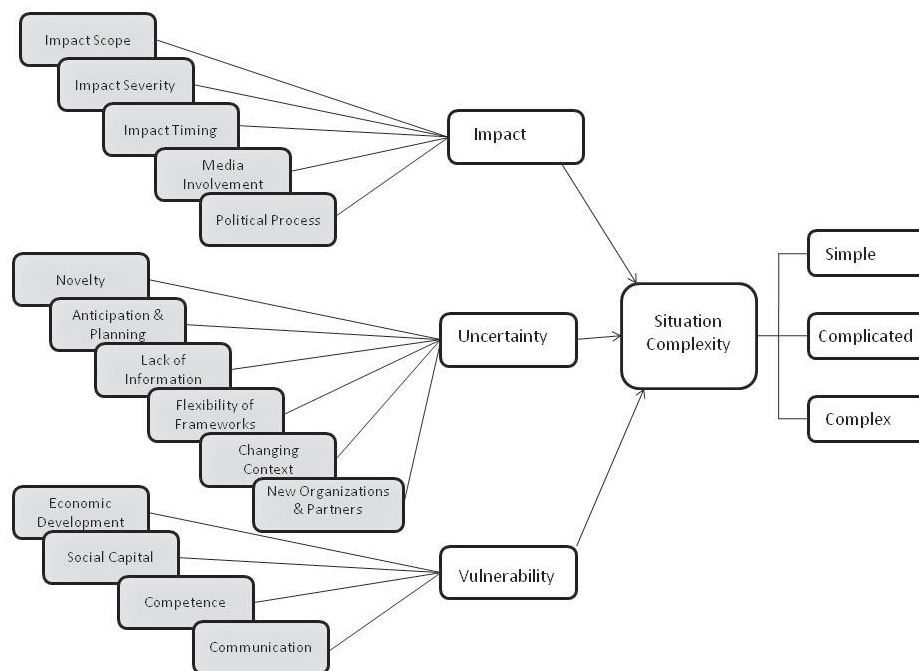 Impact Scope
Impact Severity
Impact Timing
Media
Involvement
Political Process
Impact
Novelty
Anticipation &
Planning
Lack of
Information
Flexibility of
Frameworks
Changing
Context
New Organizations
& Partners
Uncertainty
Economic
Development
Social Capital
Competence
Communication
Vulnerability
Situation
Complexity
Simple
Complicated
Complex